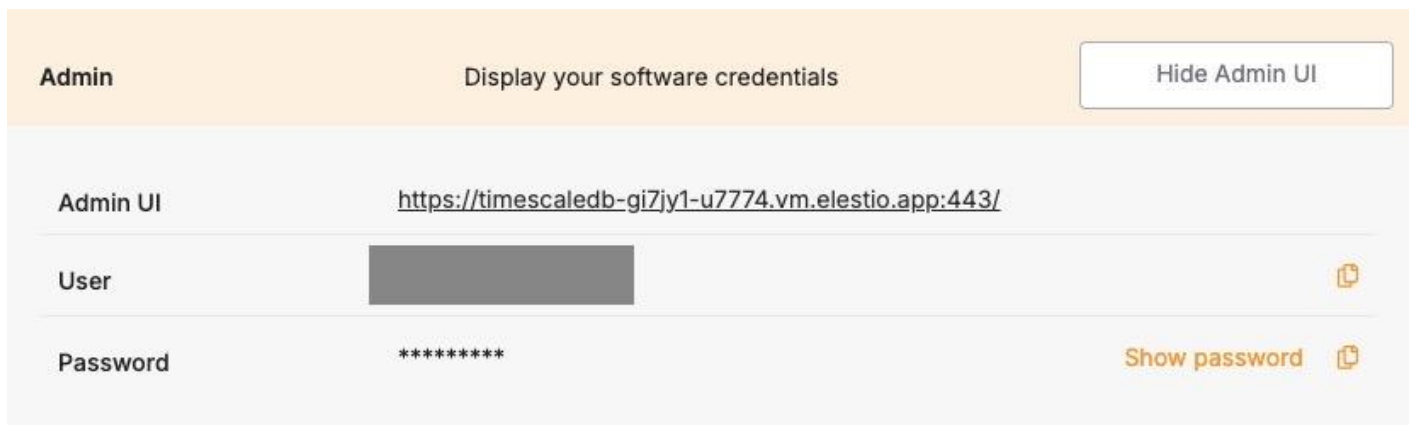 Admin Display your software credentials Hide Admin UI
Admin UI https://timescaledb-gi7jy1-u7774.vm.elestio.app:443/
User
Password ********* Show password